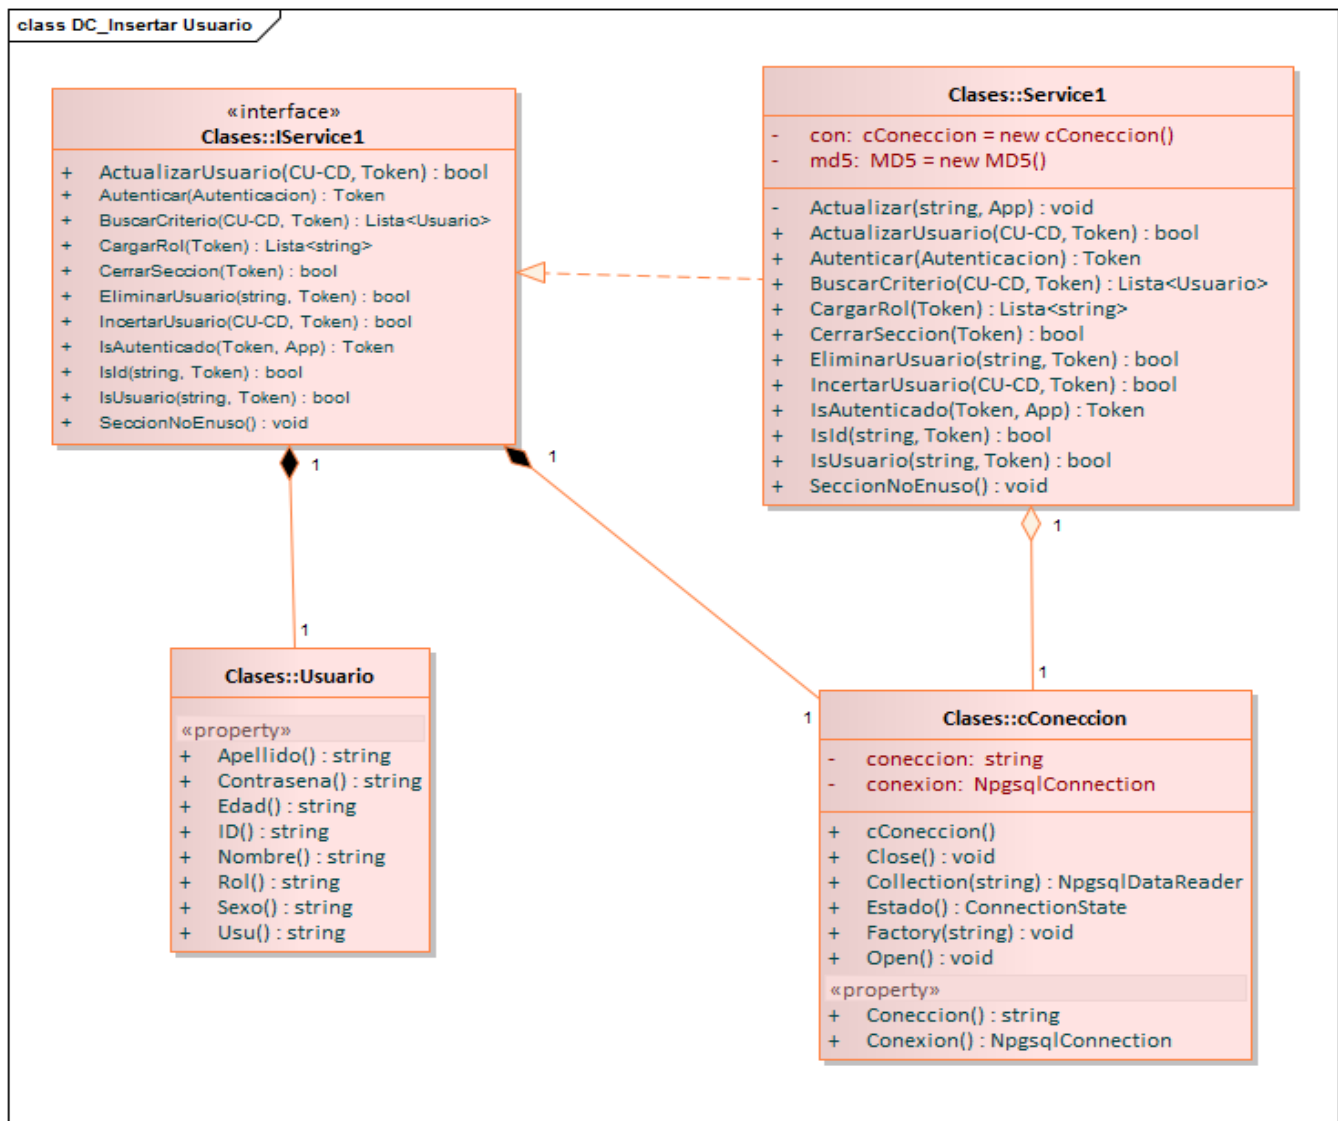 class DC_Insertar Usuario
«interface»
Clases::IService1
+ ActualizarUsuario(CU-CD, Token) : bool
+ Autenticar(Autenticacion) : Token
+ BuscarCriterio(CU-CD, Token) : Lista<Usuario>
+ CargarRol(Token) : Lista<string>
+ CerrarSeccion(Token) : bool
+ EliminarUsuario(string, Token) : bool
+ IncertarUsuario(CU-CD, Token) : bool
+ IsAutenticado(Token, App) : Token
+ IsId(string, Token) : bool
+ IsUsuario(string, Token) : bool
+ SeccionNoEnuso() : void
Clases::Service1
- con: cConeccion = new cConeccion()
- md5: MD5 = new MD5()
- Actualizar(string, App) : void
+ ActualizarUsuario(CU-CD, Token) : bool
+ Autenticar(Autenticacion) : Token
+ BuscarCriterio(CU-CD, Token) : Lista<Usuario>
+ CargarRol(Token) : Lista<string>
+ CerrarSeccion(Token) : bool
+ EliminarUsuario(string, Token) : bool
+ IncertarUsuario(CU-CD, Token) : bool
+ IsAutenticado(Token, App) : Token
+ IsId(string, Token) : bool
+ IsUsuario(string, Token) : bool
+ SeccionNoEnuso() : void
1
1
1
1
1
1
Clases::Usuario
«property»
+ Apellido() : string
+ Contrasena() : string
+ Edad() : string
+ ID() : string
+ Nombre() : string
+ Rol() : string
+ Sexo() : string
+ Usu() : string
Clases::cConeccion
- coneccion: string
- conexion: NpgsqlConnection
+ cConeccion()
+ Close() : void
+ Collection(string) : NpgsqlDataReader
+ Estado() : ConnectionState
+ Factory(string) : void
+ Open() : void
«property»
+ Coneccion() : string
+ Conexion() : NpgsqlConnection